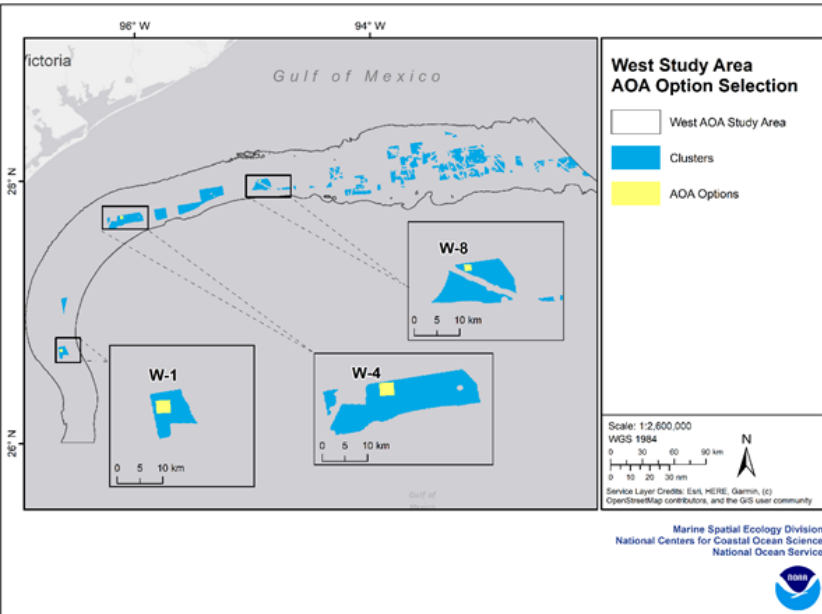 96° W
94° W
ictoria
Gulf of Mexico
28° N
26° N
W-8
0 5 10 km
W-1
0 5 10 km
W-4
0 5 10 km
Gulf of
Mexico
West Study Area
AOA Option Selection
West AOA Study Area
Clusters
AOA Options
Scale: 1:2,600,000
WGS 1984
N
0 30 60 90 km
0 10 20 30 nm
Service Layer Credits: Esri, HERE, Garmin, (c)
OpenStreetMap contributors, and the GIS user community
Marine Spatial Ecology Division
National Centers for Coastal Ocean Science
National Ocean Service
NOAA